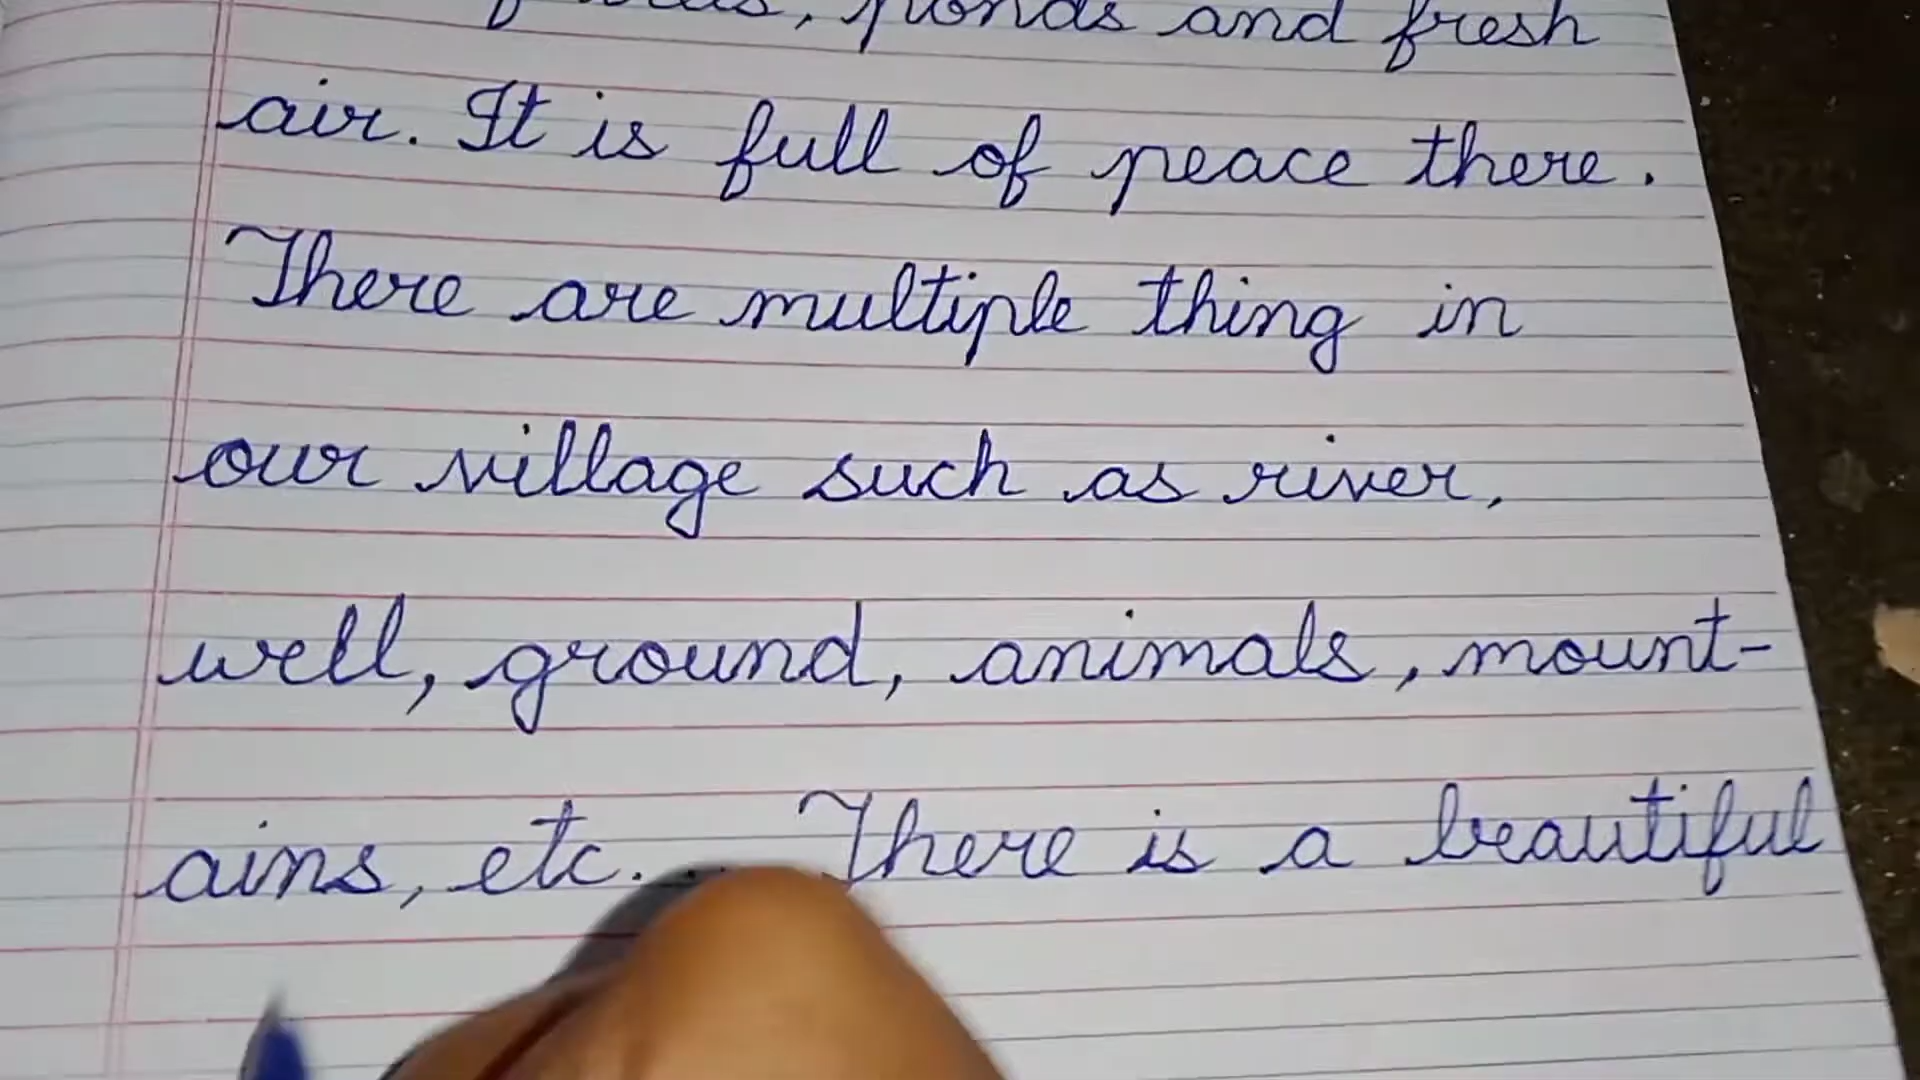 ponds and fresh
air. It is full of peace there.
There are multiple thing in
our village such as river,
well, ground, animals, mount-
ains, etc... There is a beautiful